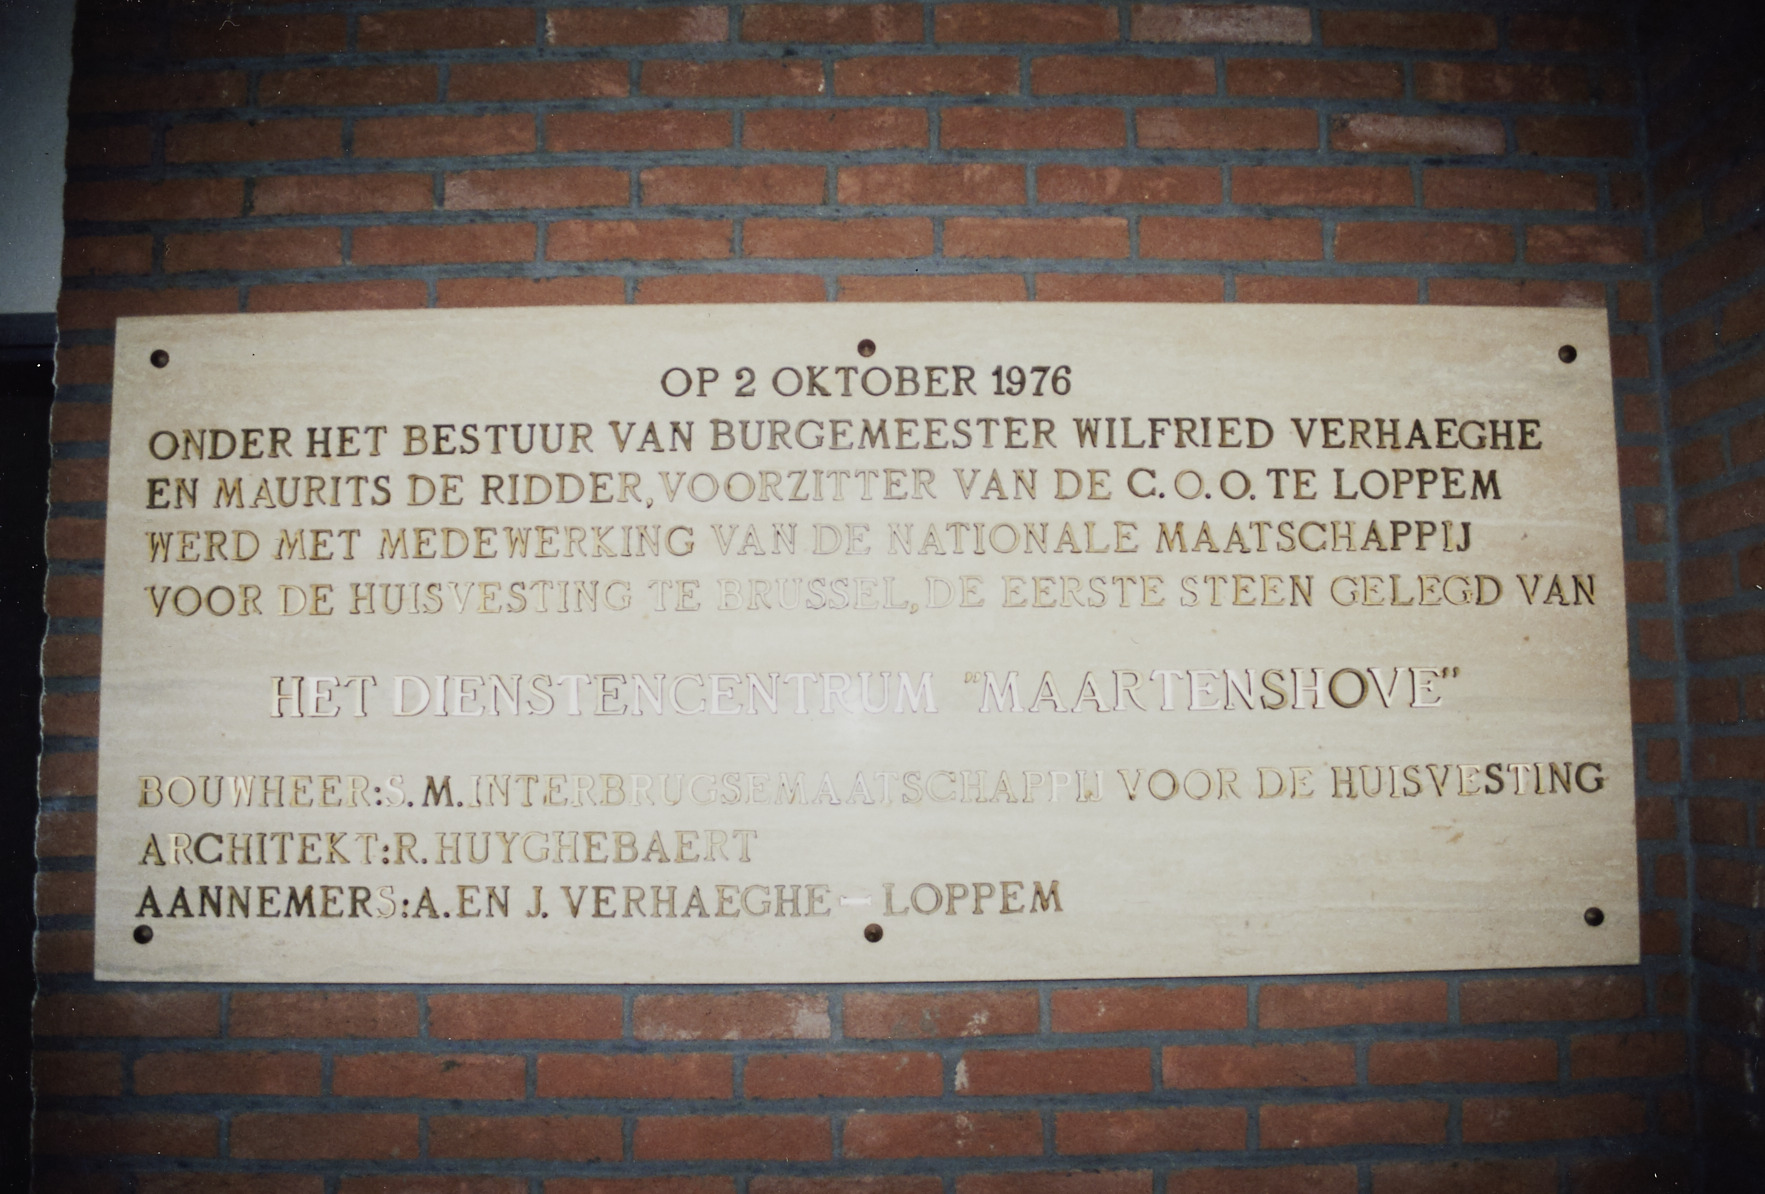 OP 2 OKTOBER 1976
ONDER HET BESTUUR VAN BURGEMEESTER WILFRIED VERHAEGHE
EN MAURITS DE RIDDER, VOORZITTER VAN DE C.O.O. TE LOPPEM
WERD MET MEDEWERKING VAN DE NATIONALE MAATSCHAPPIJ
VOOR DE HUISVESTING TE BRUSSEL, DE EERSTE STEEN GELEGD VAN
HET DIENSTENCENTRUM "MAARTENSHOVE"
BOUWHEER: S.M. INTERBRUGSE MAATSCHAPPIJ VOOR DE HUISVESTING
ARCHITEKT: R. HUYGHEBAERT
AANNEMERS: A. EN J. VERHAEGHE - LOPPEM